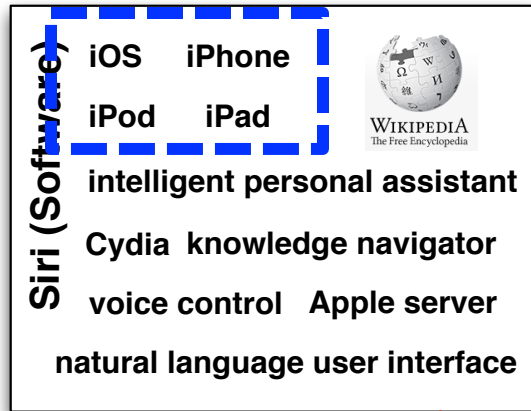 Siri (Software)
iOS iPhone
iPod iPad
WIKIPEDIA
The Free Encyclopedia
intelligent personal assistant
Cydia knowledge navigator
voice control Apple server
natural language user interface